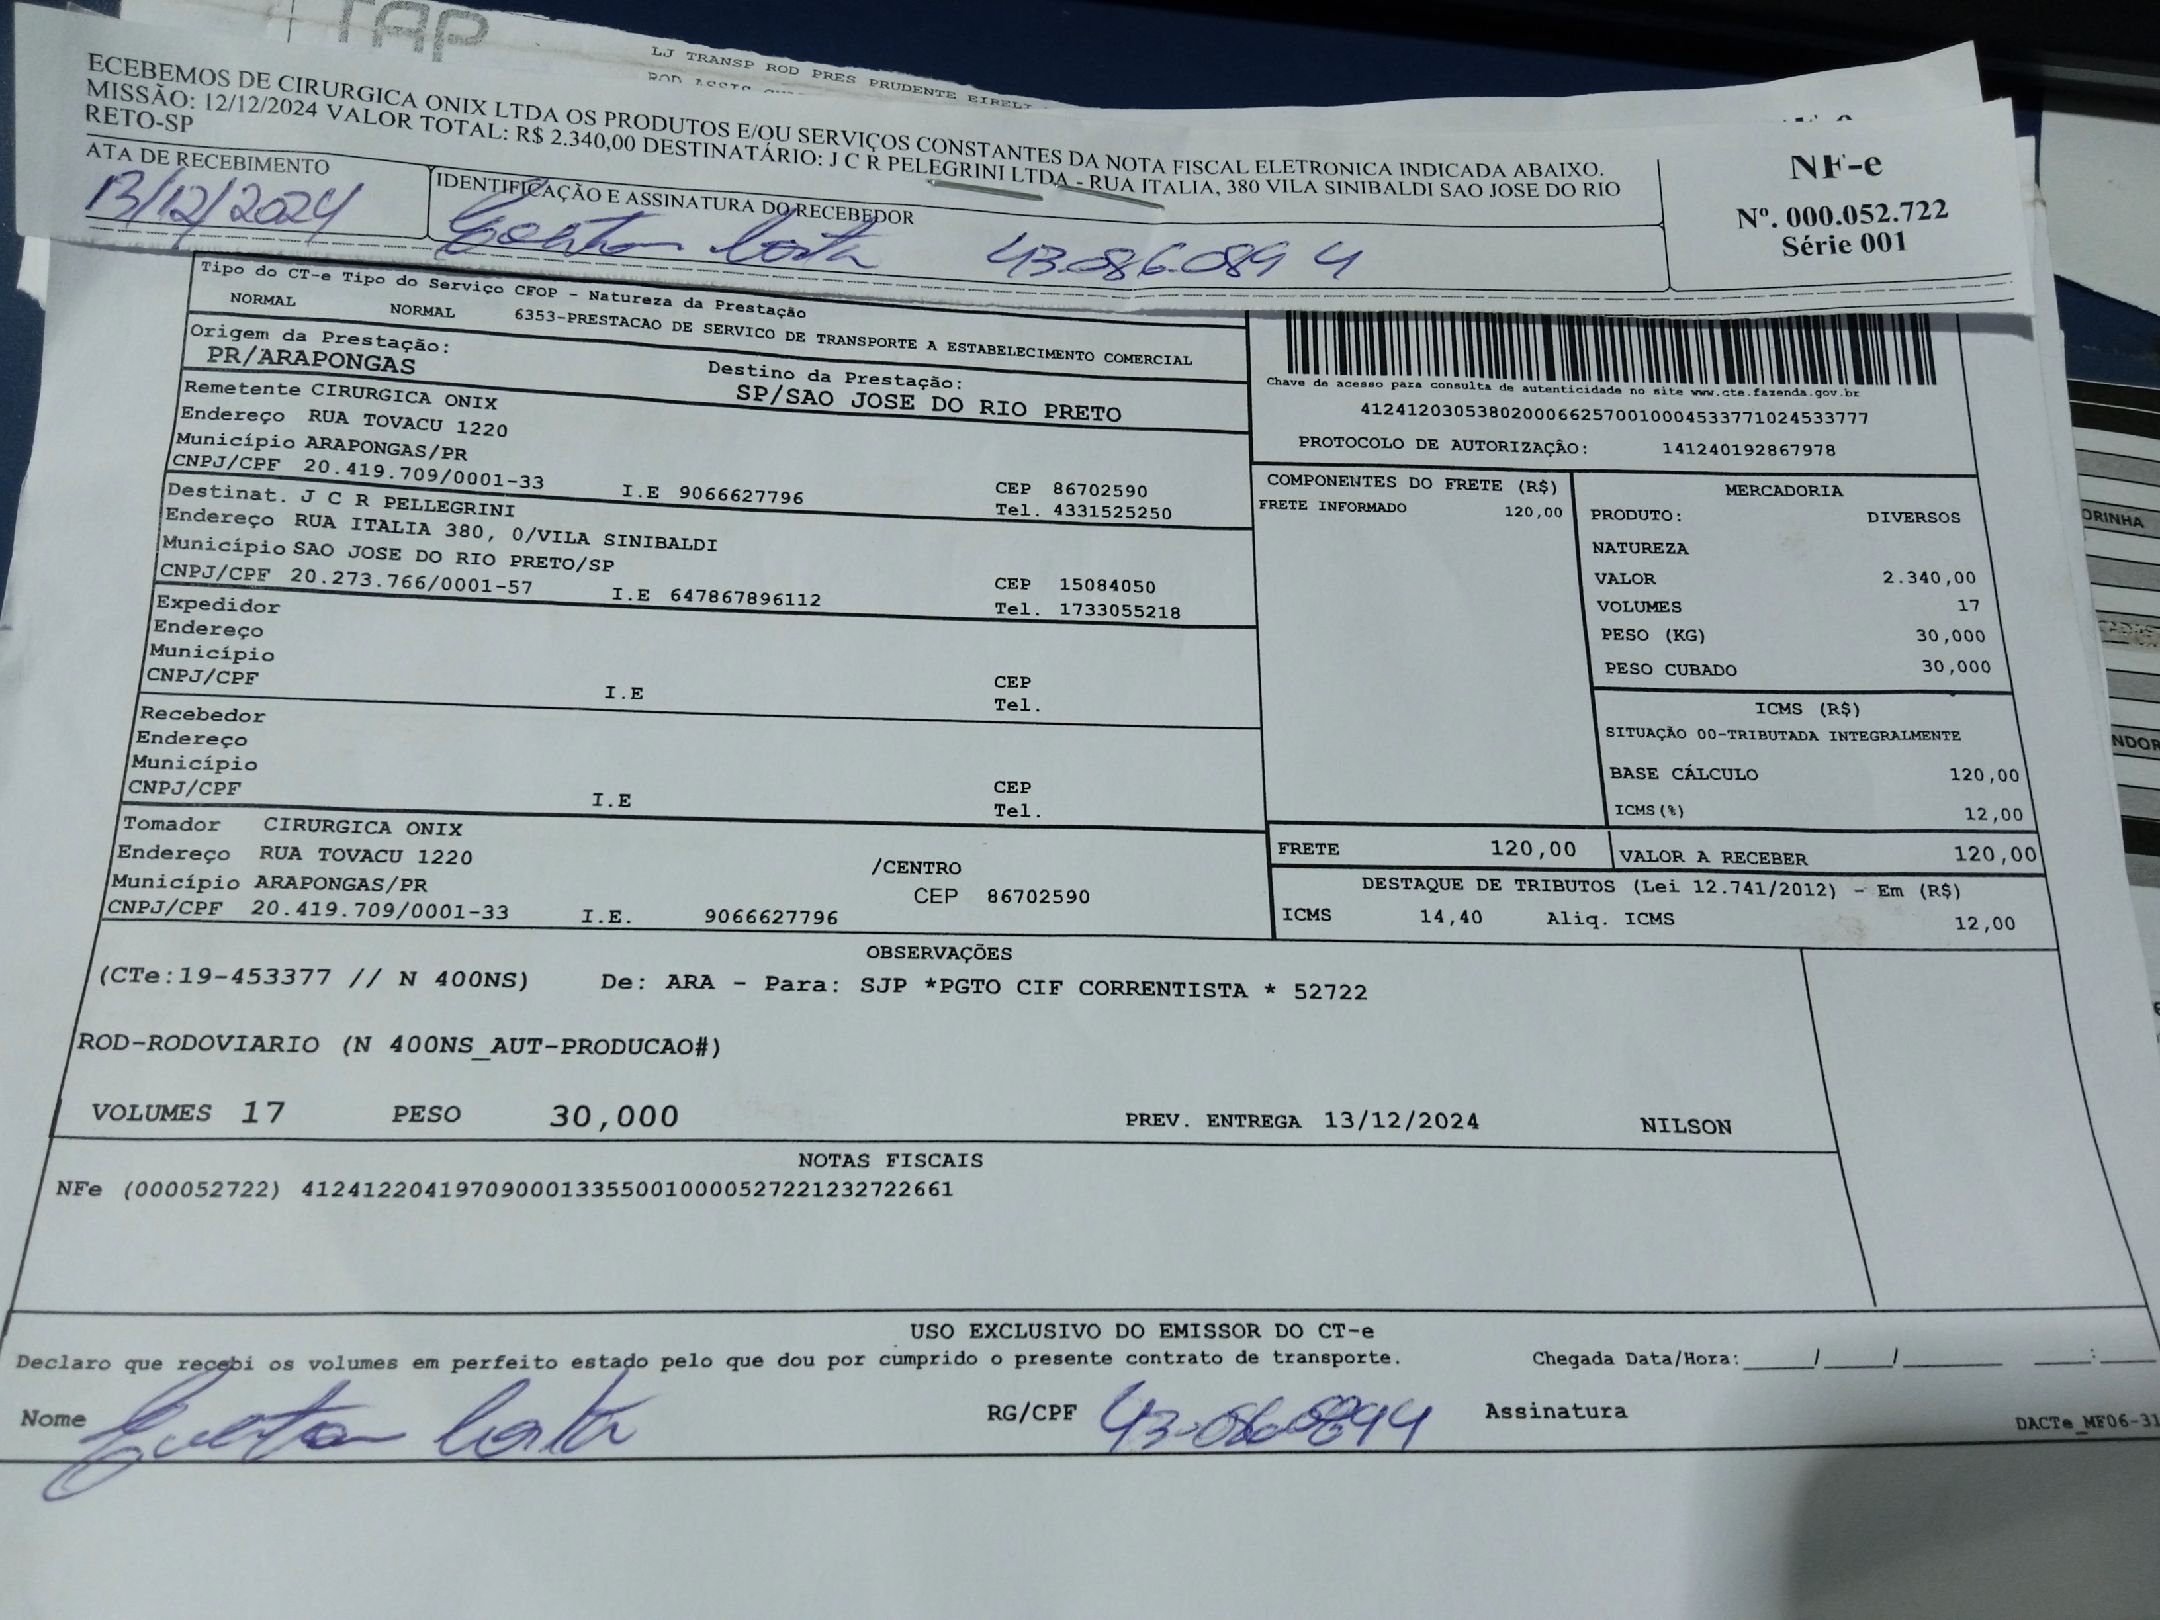 TAP
LJ TRANSP ROD PRES PRUDENTE EIRELI
ECEBEMOS DE CIRURGICA ONIX LTDA OS PRODUTOS E/OU SERVIÇOS CONSTANTES DA NOTA FISCAL ELETRONICA INDICADA ABAIXO.
MISSÃO: 12/12/2024 VALOR TOTAL: R$ 2.340,00 DESTINATÁRIO: J C R PELEGRINI LTDA - RUA ITALIA, 380 VILA SINIBALDI SAO JOSE DO RIO
RETO-SP
ATA DE RECEBIMENTO
13/12/2024
IDENTIFICAÇÃO E ASSINATURA DO RECEBEDOR
43.086.089 4
NF-e
Nº. 000.052.722
Série 001
Tipo do CT-e Tipo do Serviço CFOP - Natureza da Prestação
NORMAL NORMAL 6353-PRESTACAO DE SERVICO DE TRANSPORTE A ESTABELECIMENTO COMERCIAL
Origem da Prestação: Destino da Prestação:
PR/ARAPONGAS SP/SAO JOSE DO RIO PRETO
Remetente CIRURGICA ONIX
Endereço RUA TOVACU 1220
Município ARAPONGAS/PR CEP 86702590
CNPJ/CPF 20.419.709/0001-33 I.E 9066627796 Tel. 4331525250
Destinat. J C R PELLEGRINI
Endereço RUA ITALIA 380, 0/VILA SINIBALDI
Município SAO JOSE DO RIO PRETO/SP CEP 15084050
CNPJ/CPF 20.273.766/0001-57 I.E 647867896112 Tel. 1733055218
Expedidor
Endereço
Município CEP
CNPJ/CPF I.E Tel.
Recebedor
Endereço
Município CEP
CNPJ/CPF I.E Tel.
Tomador CIRURGICA ONIX
Endereço RUA TOVACU 1220 /CENTRO
Município ARAPONGAS/PR CEP 86702590
CNPJ/CPF 20.419.709/0001-33 I.E. 9066627796
Chave de acesso para consulta de autenticidade no site www.cte.fazenda.gov.br
41241203053802000662570010004533771024533777
PROTOCOLO DE AUTORIZAÇÃO: 141240192867978
COMPONENTES DO FRETE (R$)
FRETE INFORMADO 120,00
MERCADORIA
PRODUTO: DIVERSOS
NATUREZA
VALOR 2.340,00
VOLUMES 17
PESO (KG) 30,000
PESO CUBADO 30,000
ICMS (R$)
SITUAÇÃO 00-TRIBUTADA INTEGRALMENTE
BASE CÁLCULO 120,00
ICMS(%) 12,00
FRETE 120,00 VALOR A RECEBER 120,00
DESTAQUE DE TRIBUTOS (Lei 12.741/2012) - Em (R$)
ICMS 14,40 Aliq. ICMS 12,00
OBSERVAÇÕES
(CTe:19-453377 // N 400NS) De: ARA - Para: SJP *PGTO CIF CORRENTISTA * 52722
ROD-RODOVIARIO (N 400NS_AUT-PRODUCAO#)
VOLUMES 17 PESO 30,000 PREV. ENTREGA 13/12/2024 NILSON
NOTAS FISCAIS
NFe (000052722) 41241220419709000133550010000527221232722661
USO EXCLUSIVO DO EMISSOR DO CT-e
Declaro que recebi os volumes em perfeito estado pelo que dou por cumprido o presente contrato de transporte. Chegada Data/Hora:____/____/______ ___:___
Nome RG/CPF Assinatura
DACTe_MF06-31
ORINHA
NDOR